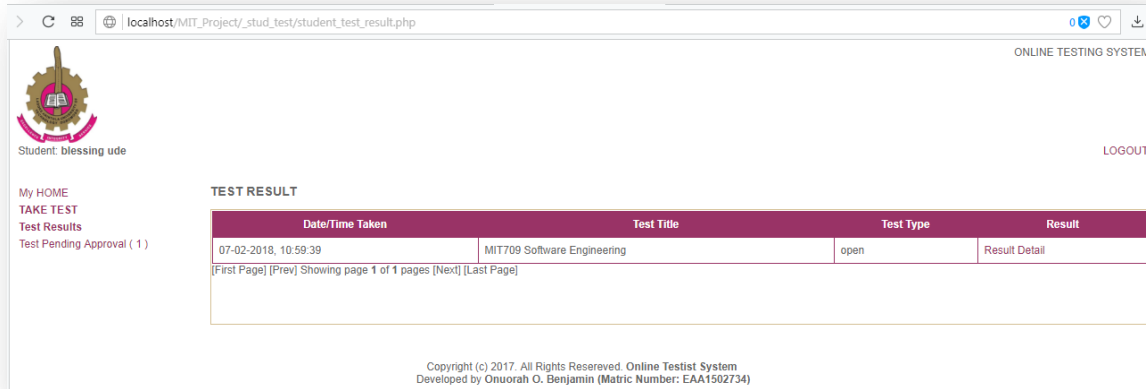 localhost/MIT_Project/_stud_test/student_test_result.php
0
ONLINE TESTING SYSTEM
Student: blessing ude
LOGOUT
My HOME
TAKE TEST
Test Results
Test Pending Approval ( 1 )
TEST RESULT
Date/Time Taken Test Title Test Type Result
07-02-2018, 10:59:39 MIT709 Software Engineering open Result Detail
[First Page] [Prev] Showing page 1 of 1 pages [Next] [Last Page]
Copyright (c) 2017. All Rights Resereved. Online Testist System
Developed by Onuorah O. Benjamin (Matric Number: EAA1502734)